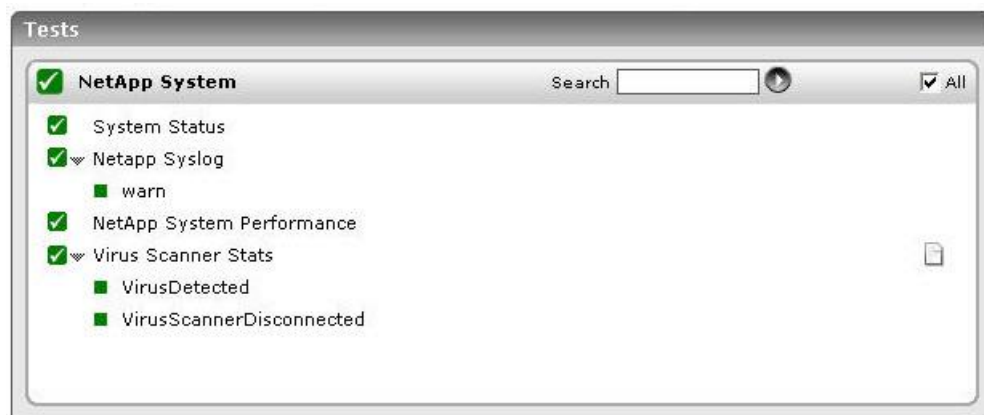 Tests
NetApp System Search All
System Status
Netapp Syslog
warn
NetApp System Performance
Virus Scanner Stats
VirusDetected
VirusScannerDisconnected